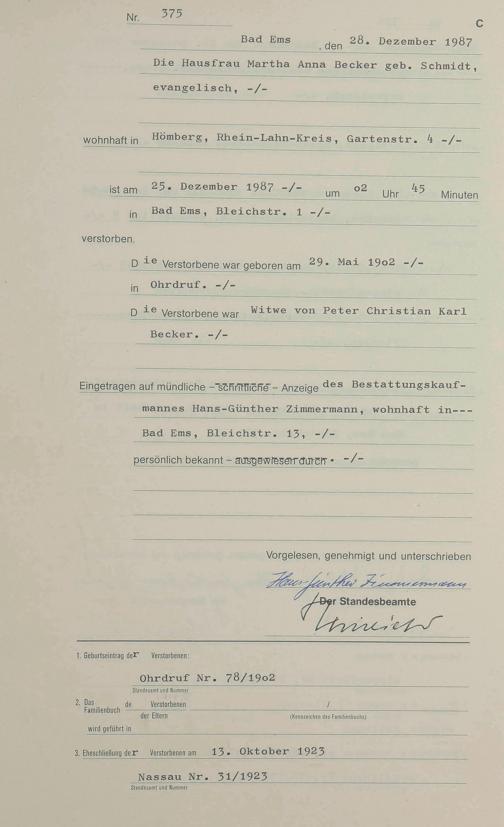 Nr. 375
C
Bad Ems , den 28. Dezember 1987
Die Hausfrau Martha Anna Becker geb. Schmidt,
evangelisch, -/-
wohnhaft in Hömberg, Rhein-Lahn-Kreis, Gartenstr. 4 -/-
ist am 25. Dezember 1987 -/- um o2 Uhr 45 Minuten
in Bad Ems, Bleichstr. 1 -/-
verstorben.
D ie Verstorbene war geboren am 29. Mai 19o2 -/-
in Ohrdruf. -/-
D ie Verstorbene war Witwe von Peter Christian Karl
Becker. -/-
Eingetragen auf mündliche – schriftliche – Anzeige des Bestattungskauf-
mannes Hans-Günther Zimmermann, wohnhaft in---
Bad Ems, Bleichstr. 13, -/-
persönlich bekannt – ausgewiesen durch . -/-
Vorgelesen, genehmigt und unterschrieben
Hans-Günther Zimmermann
Der Standesbeamte
1. Geburtseintrag der Verstorbenen:
Ohrdruf Nr. 78/19o2
Standesamt und Nummer
2. Das Familienbuch de Verstorbenen /
der Eltern (Kennzeichen des Familienbuchs)
wird geführt in
3. Eheschließung der Verstorbenen am 13. Oktober 1923
Nassau Nr. 31/1923
Standesamt und Nummer